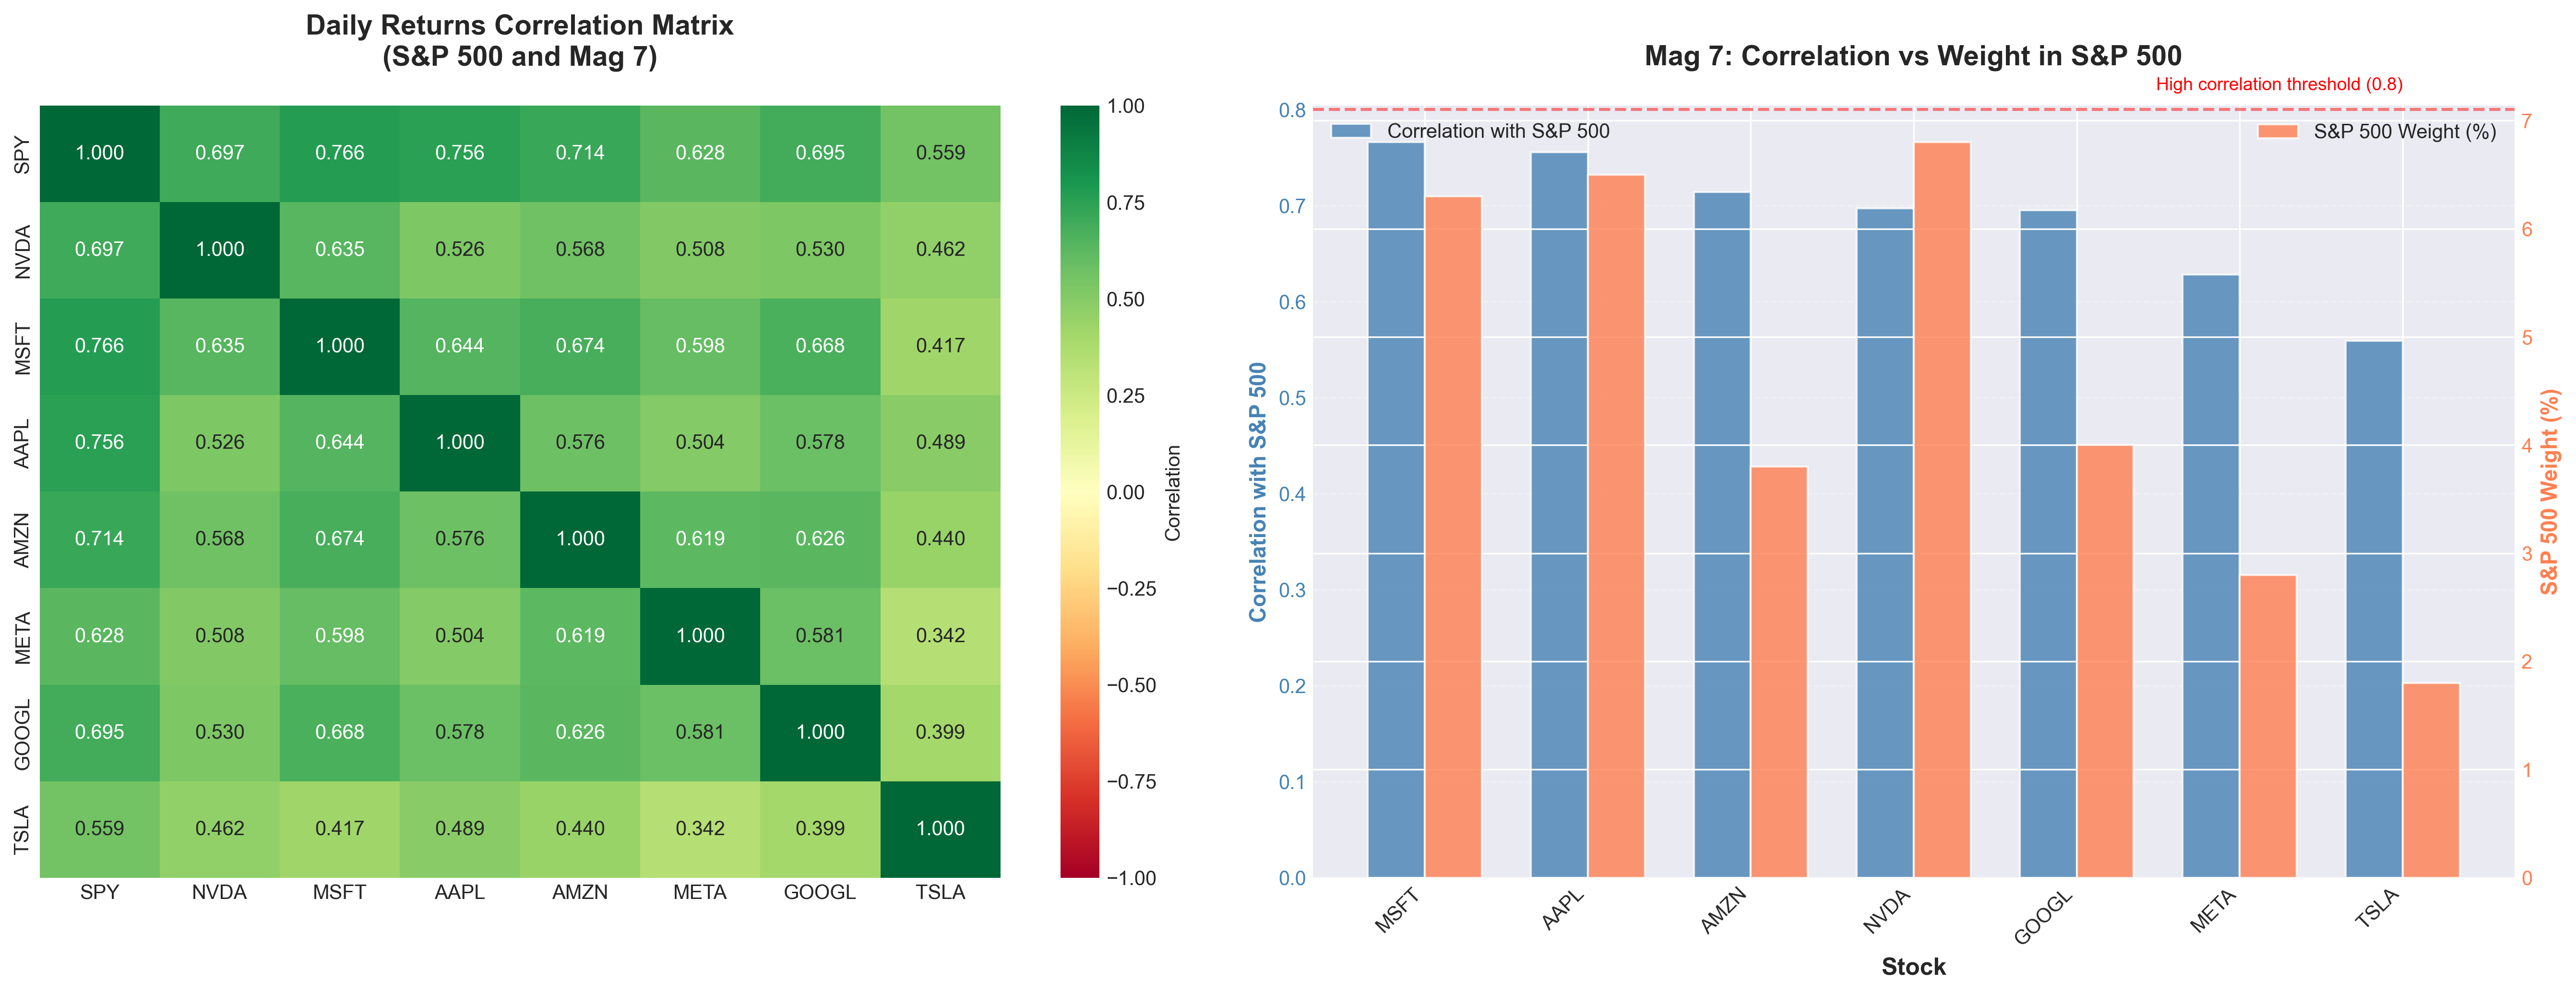 Daily Returns Correlation Matrix
(S&P 500 and Mag 7)
SPY 1.000 0.697 0.766 0.756 0.714 0.628 0.695 0.559
NVDA 0.697 1.000 0.635 0.526 0.568 0.508 0.530 0.462
MSFT 0.766 0.635 1.000 0.644 0.674 0.598 0.668 0.417
AAPL 0.756 0.526 0.644 1.000 0.576 0.504 0.578 0.489
AMZN 0.714 0.568 0.674 0.576 1.000 0.619 0.626 0.440
META 0.628 0.508 0.598 0.504 0.619 1.000 0.581 0.342
GOOGL 0.695 0.530 0.668 0.578 0.626 0.581 1.000 0.399
TSLA 0.559 0.462 0.417 0.489 0.440 0.342 0.399 1.000
SPY NVDA MSFT AAPL AMZN META GOOGL TSLA
1.00
0.75
0.50
0.25
0.00
−0.25
−0.50
−0.75
−1.00
Correlation
Mag 7: Correlation vs Weight in S&P 500
High correlation threshold (0.8)
Correlation with S&P 500
S&P 500 Weight (%)
0.8
0.7
0.6
0.5
0.4
0.3
0.2
0.1
0.0
Correlation with S&P 500
7
6
5
4
3
2
1
0
S&P 500 Weight (%)
MSFT AAPL AMZN NVDA GOOGL META TSLA
Stock